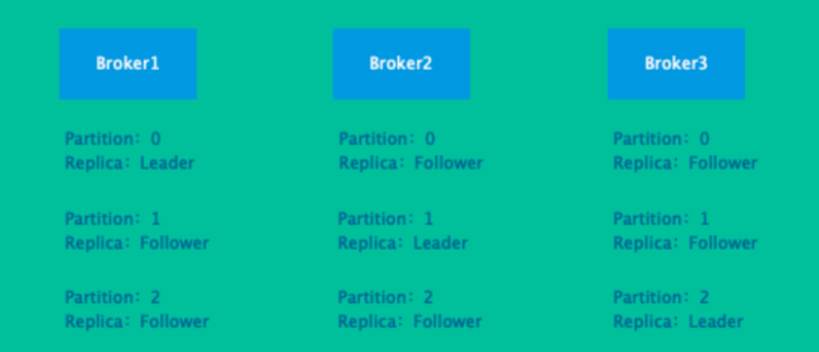 Broker1
Partition: 0
Replica: Leader
Partition: 1
Replica: Follower
Partition: 2
Replica: Follower
Broker2
Partition: 0
Replica: Follower
Partition: 1
Replica: Leader
Partition: 2
Replica: Follower
Broker3
Partition: 0
Replica: Follower
Partition: 1
Replica: Follower
Partition: 2
Replica: Leader